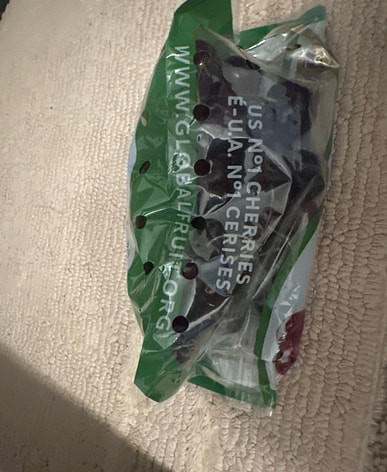 US Nº1 CHERRIES
É-U.A. Nº1 CERISES
WWW.GLOBALFRUIT.ORG